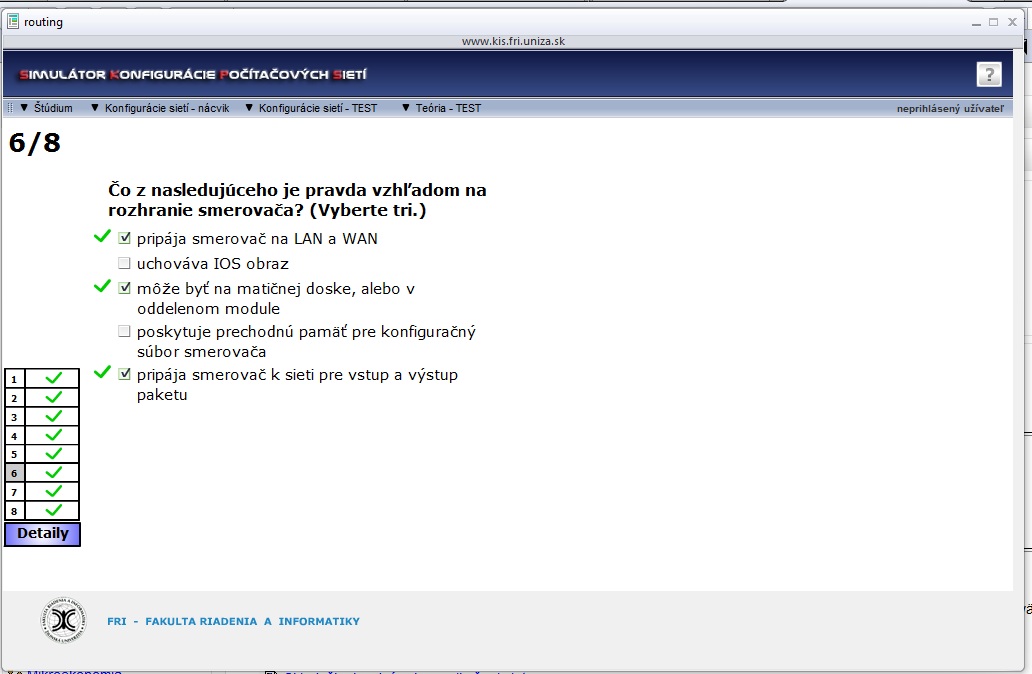 routing
www.kis.fri.uniza.sk
SIMULÁTOR KONFIGURÁCIE POČÍTAČOVÝCH SIETÍ
?
▼ Štúdium ▼ Konfigurácie sietí - nácvik ▼ Konfigurácie sietí - TEST ▼ Teória - TEST neprihlásený užívateľ
6/8
Čo z nasledujúceho je pravda vzhľadom na
rozhranie smerovača? (Vyberte tri.)
pripája smerovač na LAN a WAN
uchováva IOS obraz
môže byť na matičnej doske, alebo v
oddelenom module
poskytuje prechodnú pamäť pre konfiguračný
súbor smerovača
pripája smerovač k sieti pre vstup a výstup
paketu
1
2
3
4
5
6
7
8
Detaily
FRI - FAKULTA RIADENIA A INFORMATIKY